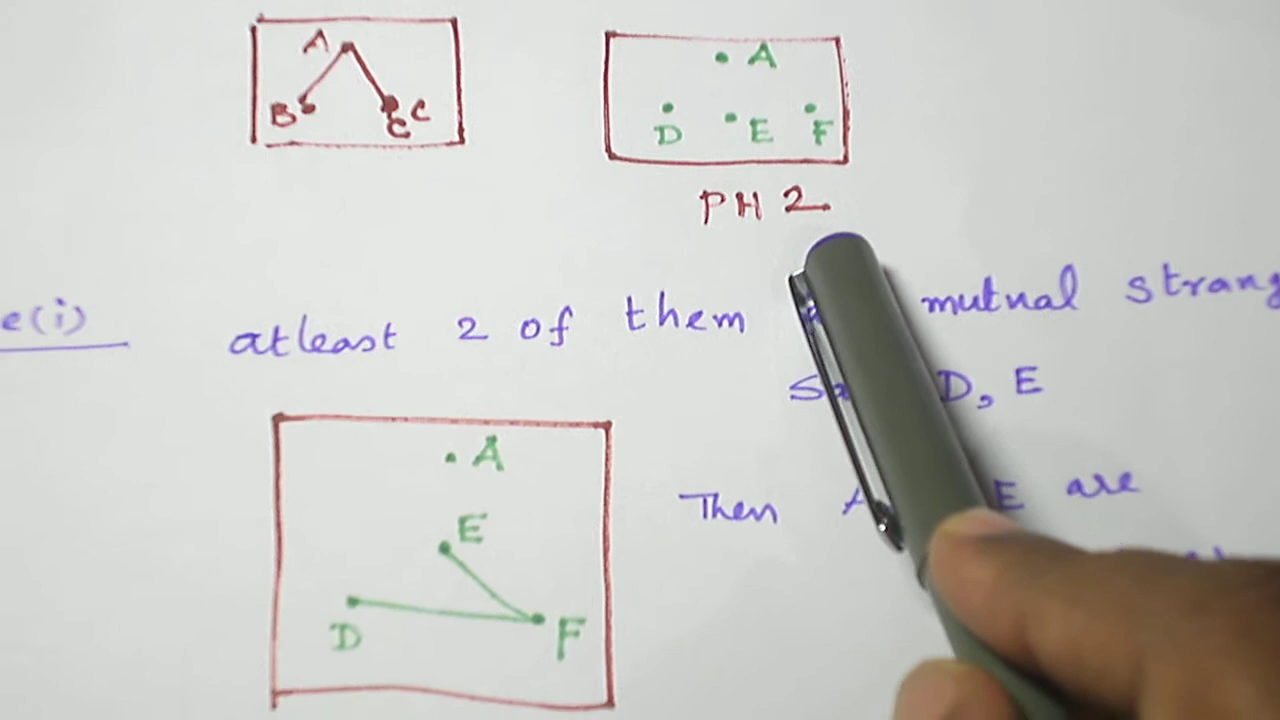 A
B C
C
A
D E F
PH 2
e(i) atleast 2 of them mutual strang
D, E
A
E
D F
Then E are